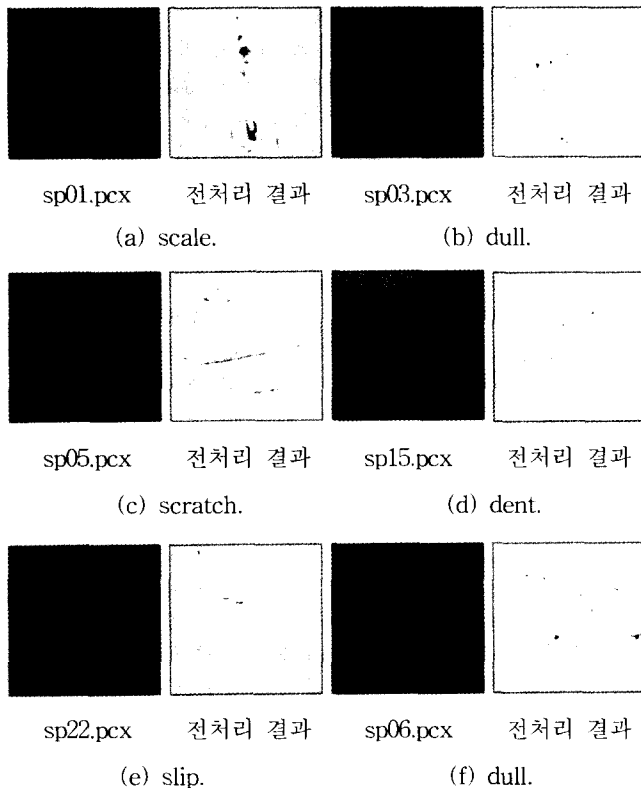 sp01.pcx 전처리 결과 sp03.pcx 전처리 결과
(a) scale. (b) dull.
sp05.pcx 전처리 결과 sp15.pcx 전처리 결과
(c) scratch. (d) dent.
sp22.pcx 전처리 결과 sp06.pcx 전처리 결과
(e) slip. (f) dull.